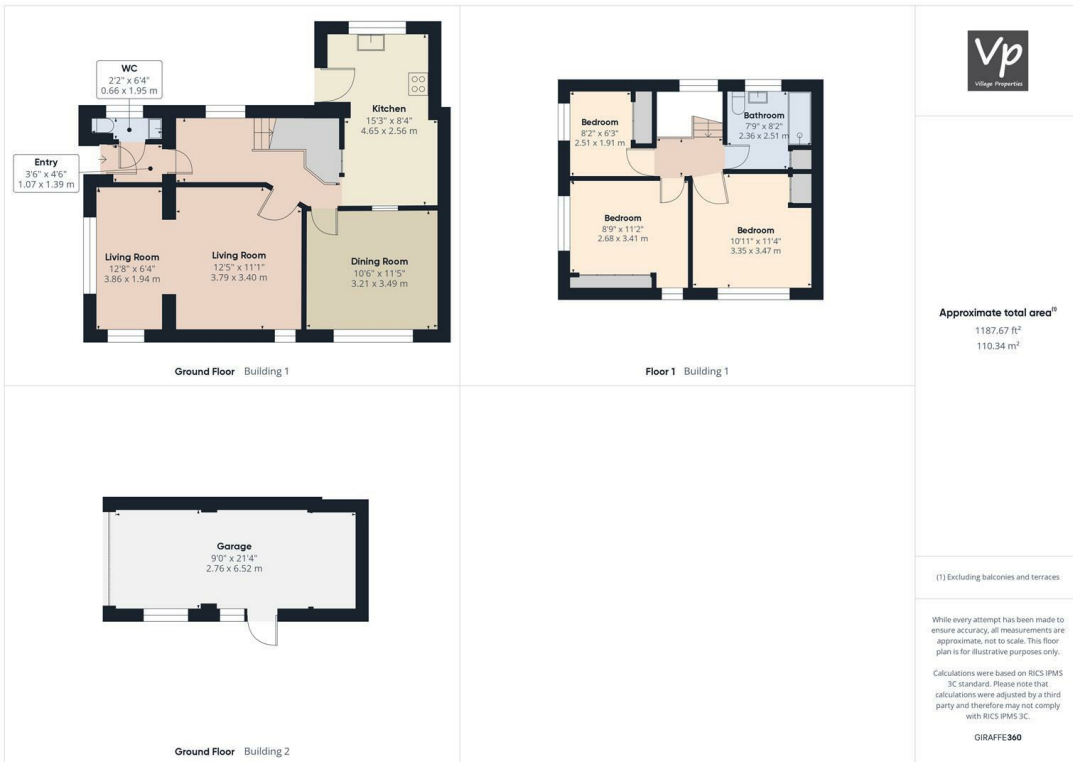 WC
2'2" x 6'4"
0.66 x 1.95 m
Entry
3'6" x 4'6"
1.07 x 1.39 m
Kitchen
15'3" x 8'4"
4.65 x 2.56 m
Living Room
12'8" x 6'4"
3.86 x 1.94 m
Living Room
12'5" x 11'1"
3.79 x 3.40 m
Dining Room
10'6" x 11'5"
3.21 x 3.49 m
Ground Floor Building 1
Bedroom
8'2" x 6'3"
2.51 x 1.91 m
Bathroom
7'9" x 8'2"
2.36 x 2.51 m
Bedroom
8'9" x 11'2"
2.68 x 3.41 m
Bedroom
10'11" x 11'4"
3.35 x 3.47 m
Floor 1 Building 1
Garage
9'0" x 21'4"
2.76 x 6.52 m
Ground Floor Building 2
Vp
Village Properties
Approximate total area(1)
1187.67 ft²
110.34 m²
(1) Excluding balconies and terraces
While every attempt has been made to
ensure accuracy, all measurements are
approximate, not to scale. This floor
plan is for illustrative purposes only.
Calculations were based on RICS IPMS
3C standard. Please note that
calculations were adjusted by a third
party and therefore may not comply
with RICS IPMS 3C.
GIRAFFE360